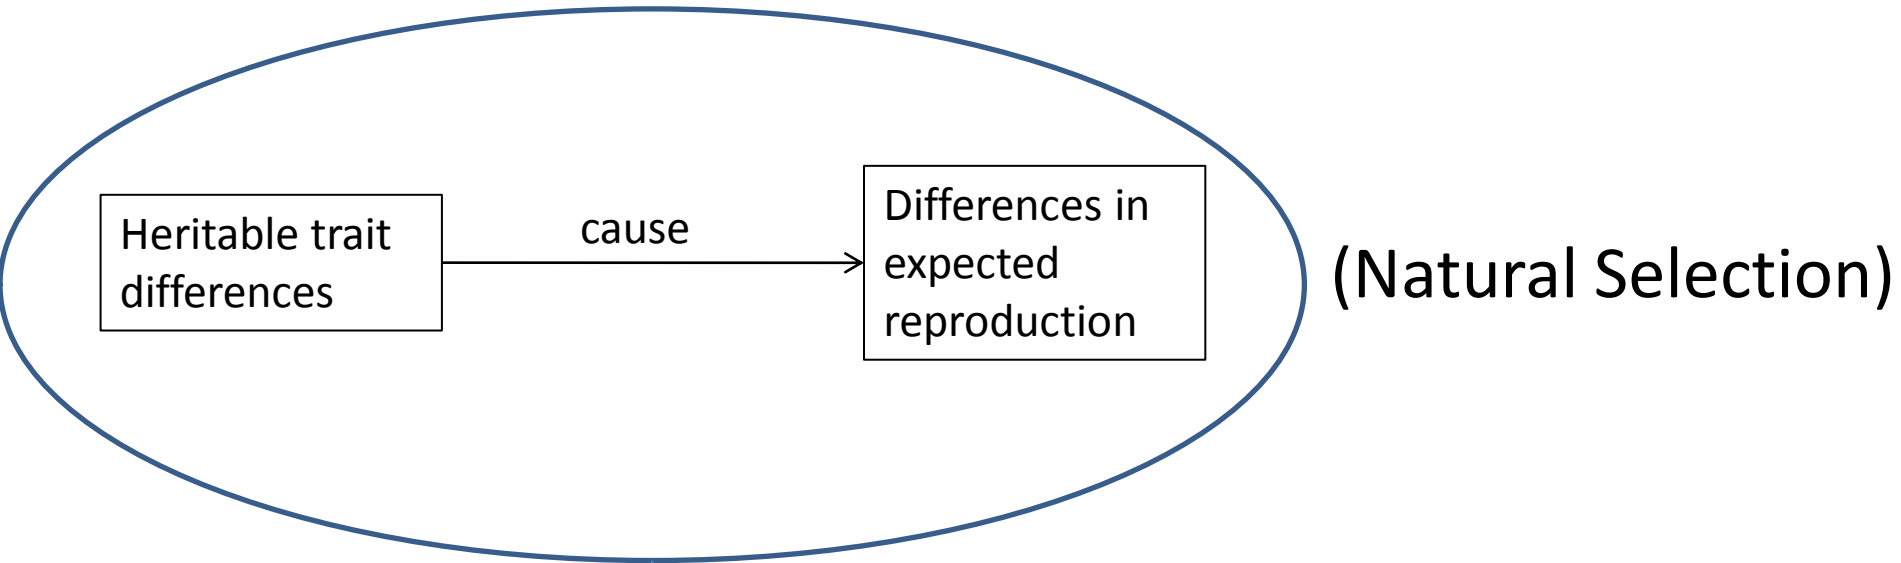 Heritable trait
differences
cause
Differences in
expected
reproduction
(Natural Selection)